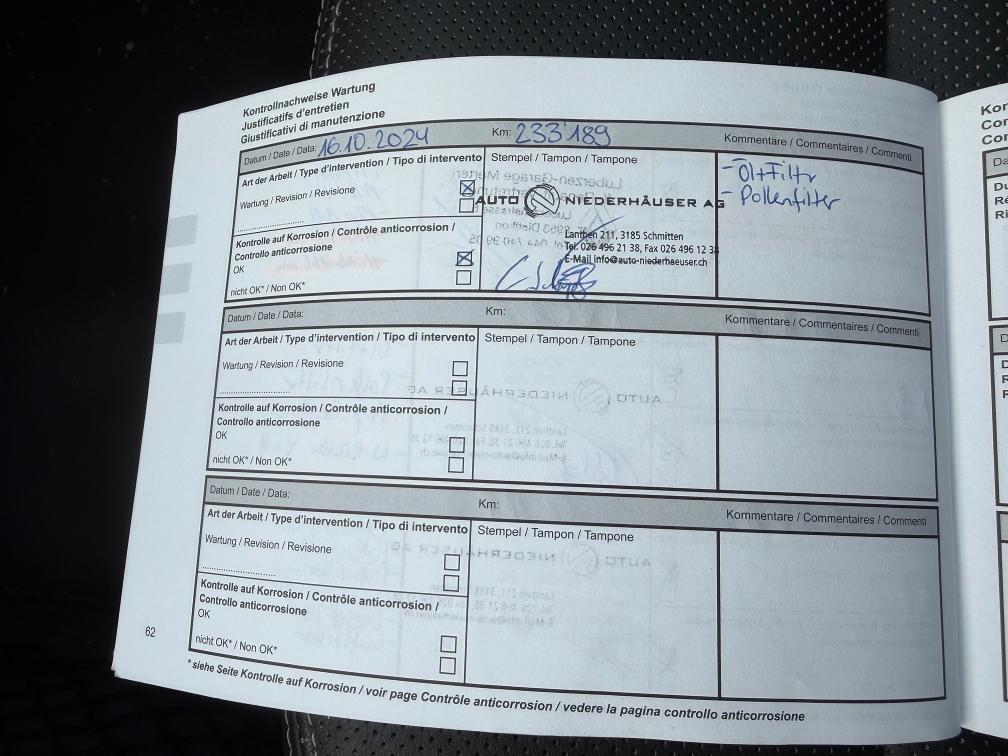 Kontrollnachweise Wartung
Justificatifs d'entretien
Giustificativi di manutenzione
Datum / Date / Data: 16.10.2024 Km: 233'189 Kommentare / Commentaires / Commenti
Art der Arbeit / Type d'intervention / Tipo di intervento
Wartung / Revision / Revisione
Kontrolle auf Korrosion / Contrôle anticorrosion /
Controllo anticorrosione
OK
nicht OK* / Non OK*
Stempel / Tampon / Tampone
AUTO NIEDERHÄUSER AG
Lanthen 211, 3185 Schmitten
Tel. 026 496 21 38, Fax 026 496 12 38
E-Mail info@auto-niederhaeuser.ch
- Öl+Filtr
- Pollenfilter
Datum / Date / Data: Km: Kommentare / Commentaires / Commenti
Art der Arbeit / Type d'intervention / Tipo di intervento
Wartung / Revision / Revisione
Kontrolle auf Korrosion / Contrôle anticorrosion /
Controllo anticorrosione
OK
nicht OK* / Non OK*
Stempel / Tampon / Tampone
Datum / Date / Data: Km: Kommentare / Commentaires / Commenti
Art der Arbeit / Type d'intervention / Tipo di intervento
Wartung / Revision / Revisione
Kontrolle auf Korrosion / Contrôle anticorrosion /
Controllo anticorrosione
OK
nicht OK* / Non OK*
Stempel / Tampon / Tampone
62
* siehe Seite Kontrolle auf Korrosion / voir page Contrôle anticorrosion / vedere la pagina controllo anticorrosione